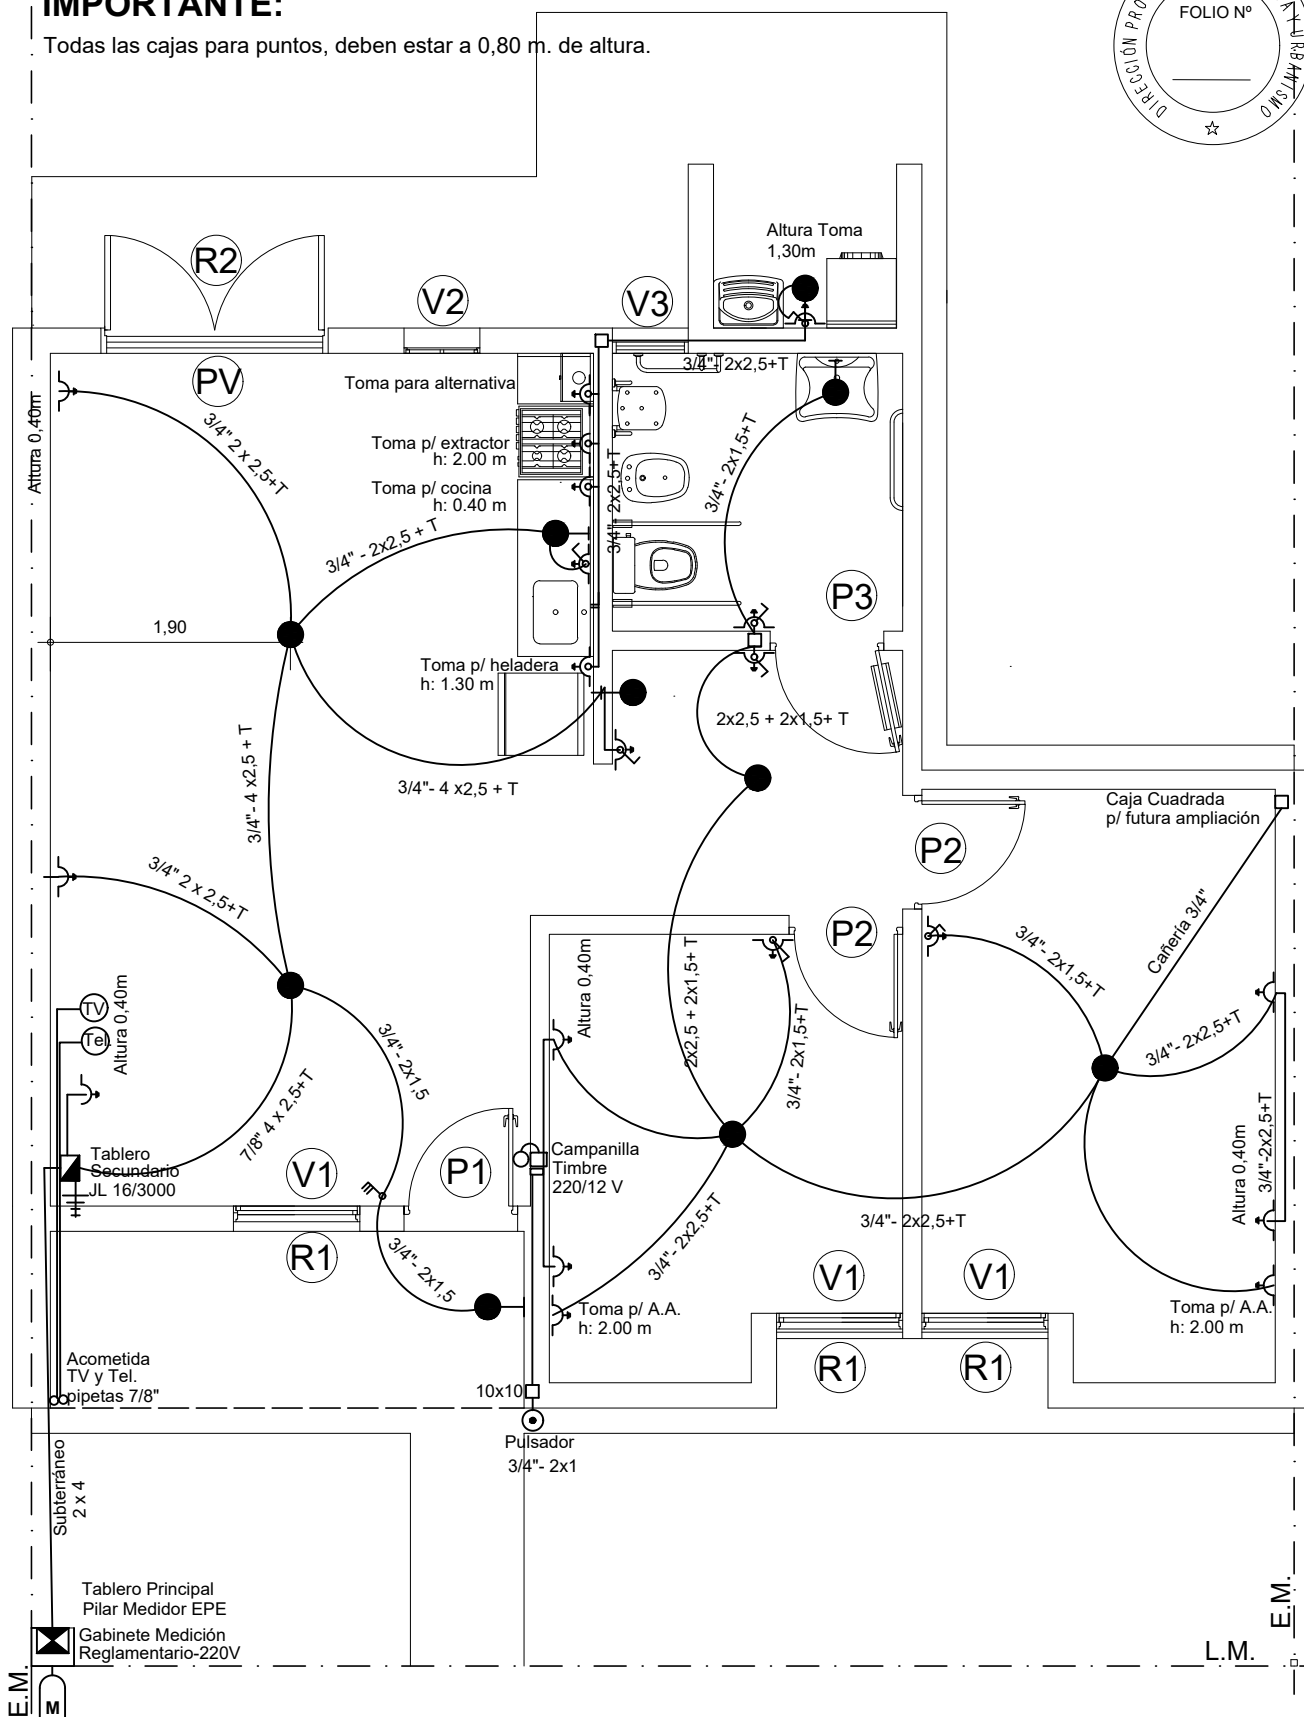 IMPORTANTE:
Todas las cajas para puntos, deben estar a 0,80 m. de altura.
FOLIO Nº
DIRECCIÓN PRO
A Y URBANISMO
Altura Toma
1,30m
R2
V2
V3
PV
3/4"- 2x2,5+T
Toma para alternativa
Altura 0,40m
3/4" 2 x 2,5+T
Toma p/ extractor
h: 2.00 m
Toma p/ cocina
h: 0.40 m
3/4"- 2x2,5+T
3/4"- 2x1,5+T
3/4" - 2x2,5 + T
P3
1,90
Toma p/ heladera
h: 1.30 m
2x2,5 + 2x1,5+ T
3/4"- 4 x2,5 + T
3/4"- 4 x2,5 + T
Caja Cuadrada
p/ futura ampliación
P2
3/4" 2 x 2,5+T
P2
Cañería 3/4"
3/4"- 2x1,5+T
Altura 0,40m
2x2,5 + 2x1,5+ T
TV
Tel.
Altura 0,40m
3/4"- 2x1,5
3/4"- 2x1,5+T
3/4"- 2x2,5+T
7/8" 4 x 2,5+T
Tablero
Secundario
JL 16/3000
V1
P1
Campanilla
Timbre
220/12 V
Altura 0,40m
3/4"-2x2,5+T
3/4"- 2x2,5+T
3/4"- 2x2,5+T
R1
3/4"- 2x1,5
V1
V1
Toma p/ A.A.
h: 2.00 m
Toma p/ A.A.
h: 2.00 m
Acometida
TV y Tel.
pipetas 7/8"
R1
R1
10x10
Pulsador
3/4"- 2x1
Subterráneo
2 x 4
Tablero Principal
Pilar Medidor EPE
Gabinete Medición
Reglamentario-220V
E.M.
L.M.
E.M.
M